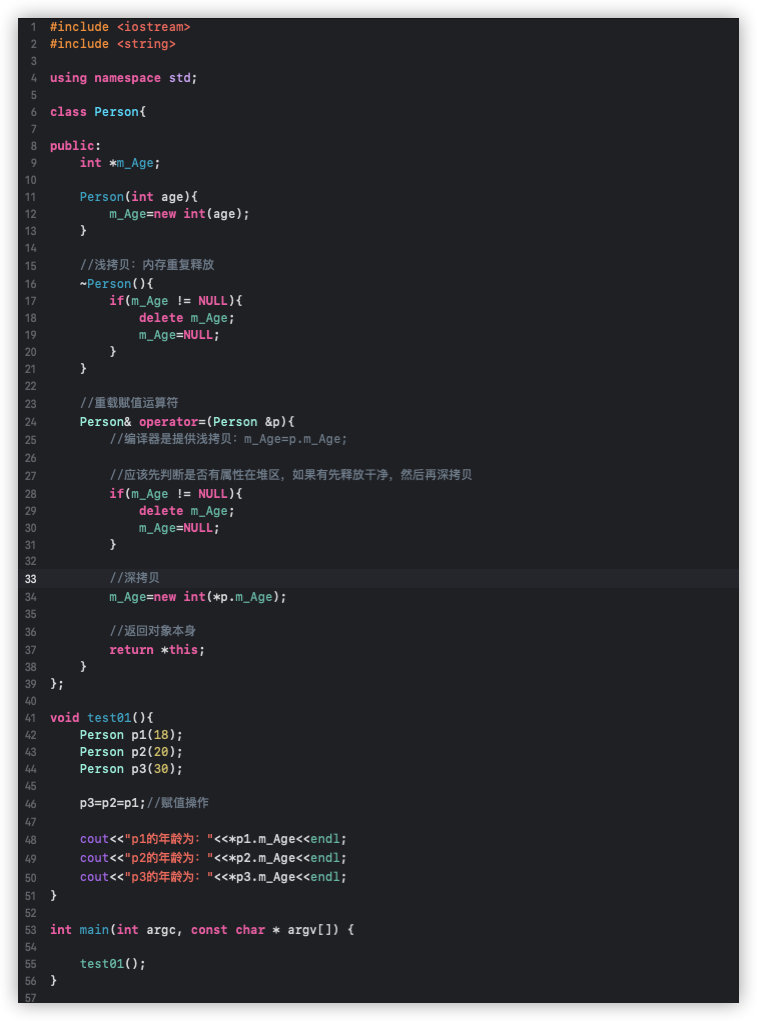 1 #include <iostream>
2 #include <string>
3
4 using namespace std;
5
6 class Person{
7
8 public:
9     int *m_Age;
10
11     Person(int age){
12         m_Age=new int(age);
13     }
14
15     //浅拷贝：内存重复释放
16     ~Person(){
17         if(m_Age != NULL){
18             delete m_Age;
19             m_Age=NULL;
20         }
21     }
22
23     //重载赋值运算符
24     Person& operator=(Person &p){
25         //编译器是提供浅拷贝：m_Age=p.m_Age;
26
27         //应该先判断是否有属性在堆区，如果有先释放干净，然后再深拷贝
28         if(m_Age != NULL){
29             delete m_Age;
30             m_Age=NULL;
31         }
32
33         //深拷贝
34         m_Age=new int(*p.m_Age);
35
36         //返回对象本身
37         return *this;
38     }
39 };
40
41 void test01(){
42     Person p1(18);
43     Person p2(20);
44     Person p3(30);
45
46     p3=p2=p1;//赋值操作
47
48     cout<<"p1的年龄为："<<*p1.m_Age<<endl;
49     cout<<"p2的年龄为："<<*p2.m_Age<<endl;
50     cout<<"p3的年龄为："<<*p3.m_Age<<endl;
51 }
52
53 int main(int argc, const char * argv[]) {
54
55     test01();
56 }
57